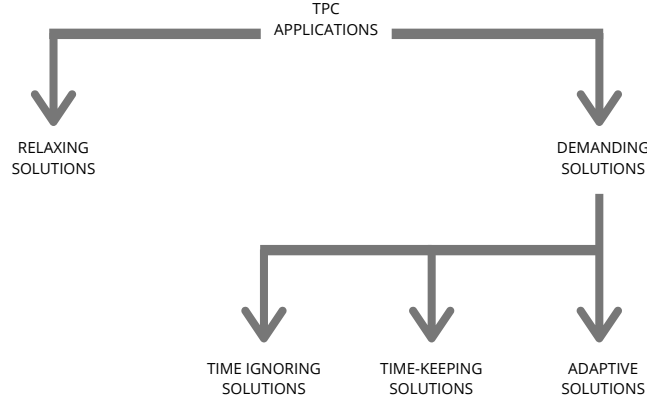 TPC
APPLICATIONS
RELAXING
SOLUTIONS
DEMANDING
SOLUTIONS
TIME IGNORING
SOLUTIONS
TIME-KEEPING
SOLUTIONS
ADAPTIVE
SOLUTIONS